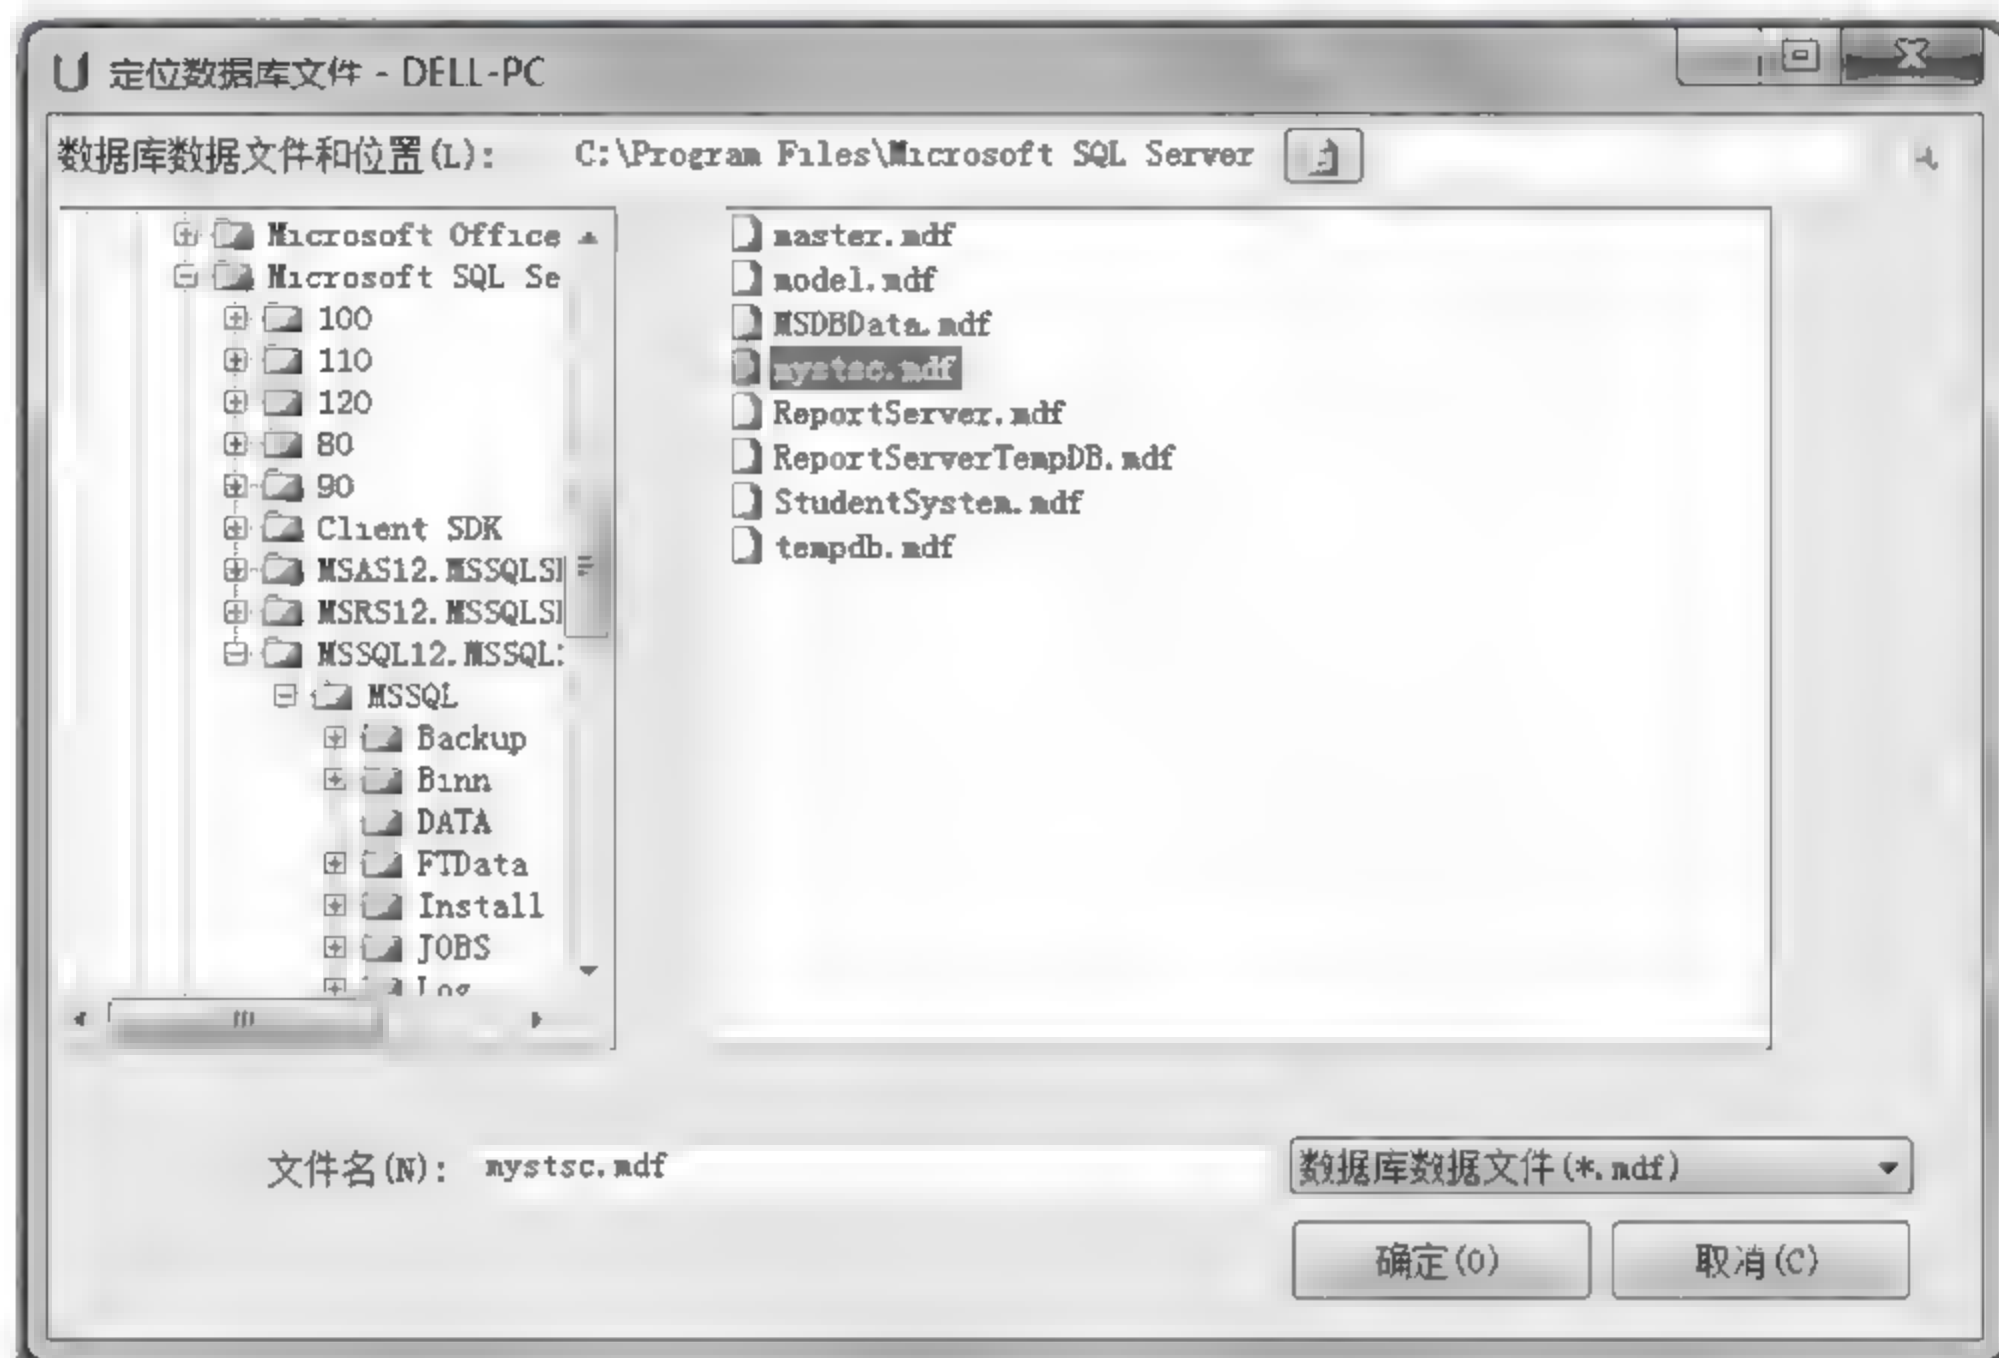 定位数据库文件 - DELL-PC
数据库数据文件和位置(L): C:\Program Files\Microsoft SQL Server
Microsoft Office
Microsoft SQL Se
100
110
120
80
90
Client SDK
MSAS12.MSSQLS
MSRS12.MSSQLS
MSSQL12.MSSQL
MSSQL
Backup
Binn
DATA
FTData
Install
JOBS
Log
master.mdf
model.mdf
MSDBData.mdf
mystsc.mdf
ReportServer.mdf
ReportServerTempDB.mdf
StudentSystem.mdf
tempdb.mdf
文件名(N): mystsc.mdf
数据库数据文件(*.mdf)
确定(O)
取消(C)